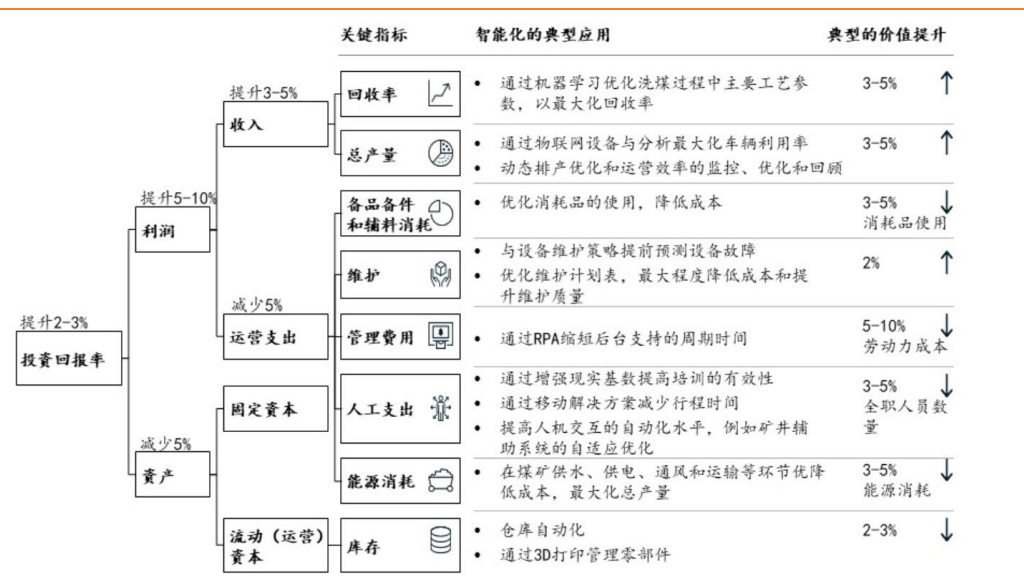 关键指标 智能化的典型应用 典型的价值提升
提升2-3%
投资回报率
提升5-10%
利润
减少5%
资产
提升3-5%
收入
减少5%
运营支出
固定资本
流动（运营）
资本
回收率
• 通过机器学习优化洗煤过程中主要工艺参
数，以最大化回收率
3-5%
总产量
• 通过物联网设备与分析最大化车辆利用率
• 动态排产优化和运营效率的监控、优化和回顾
3-5%
备品备件
和辅料消耗
• 优化消耗品的使用，降低成本
3-5%
消耗品使用
维护
• 与设备维护策略提前预测设备故障
• 优化维护计划表，最大程度降低成本和提
升维护质量
2%
管理费用
• 通过RPA缩短后台支持的周期时间
5-10%
劳动力成本
人工支出
• 通过增强现实基数提高培训的有效性
• 通过移动解决方案减少行程时间
• 提高人机交互的自动化水平，例如矿井辅
助系统的自适应优化
3-5%
全职人员数
量
能源消耗
• 在煤矿供水、供电、通风和运输等环节优降
低成本，最大化总产量
3-5%
能源消耗
库存
• 仓库自动化
• 通过3D打印管理零部件
2-3%